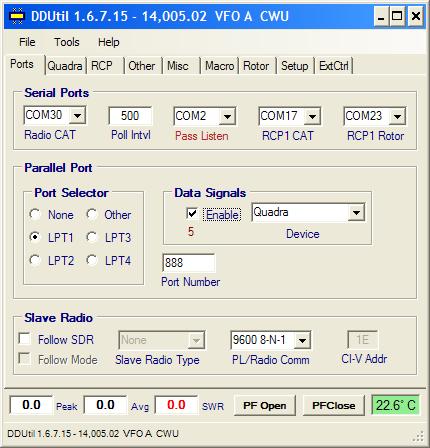 DDUtil 1.6.7.15 - 14,005.02 VFO A CWU
File Tools Help
Ports Quadra RCP Other Misc Macro Rotor Setup ExtCtrl
Serial Ports
COM30 500 COM2 COM17 COM23
Radio CAT Poll Intvl Pass Listen RCP1 CAT RCP1 Rotor
Parallel Port
Port Selector
None Other
LPT1 LPT3
LPT2 LPT4
Data Signals
Enable Quadra
5 Device
888
Port Number
Slave Radio
Follow SDR None 9600 8-N-1 1E
Follow Mode Slave Radio Type PL/Radio Comm CI-V Addr
0.0 Peak 0.0 Avg 0.0 SWR PF Open PFClose 22.6° C
DDUtil 1.6.7.15 - 14,005.02 VFO A CWU